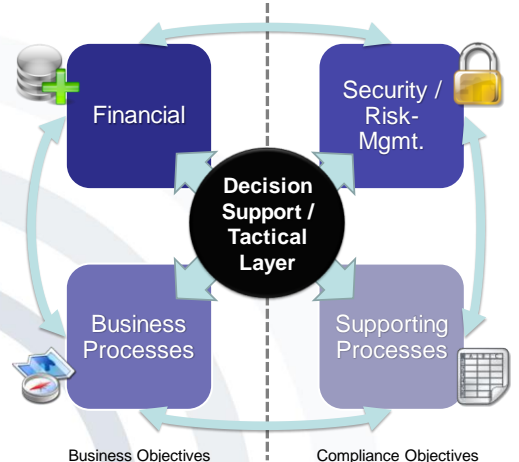 Financial
Security /
Risk-
Mgmt.
Decision
Support /
Tactical
Layer
Business
Processes
Supporting
Processes
Business Objectives
Compliance Objectives